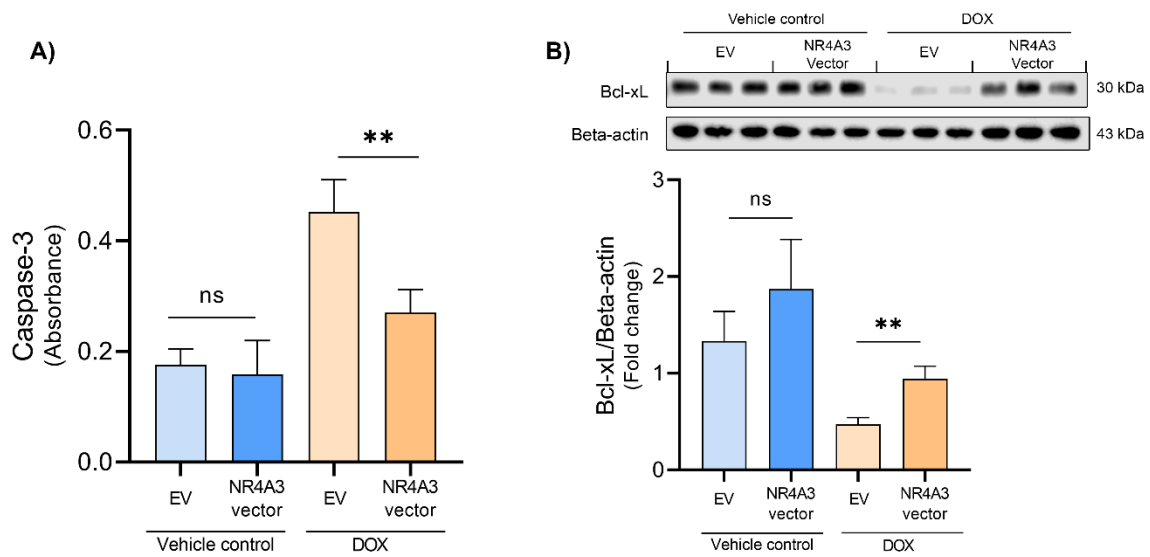 A)
Caspase-3
(Absorbance)
0.6
0.4
0.2
0.0
ns
**
EV
NR4A3
vector
EV
NR4A3
vector
Vehicle control
DOX
B)
Vehicle control
DOX
EV
NR4A3
Vector
EV
NR4A3
Vector
Bcl-xL
30 kDa
Beta-actin
43 kDa
Bcl-xL/Beta-actin
(Fold change)
3
2
1
0
ns
**
EV
NR4A3
vector
EV
NR4A3
vector
Vehicle control
DOX